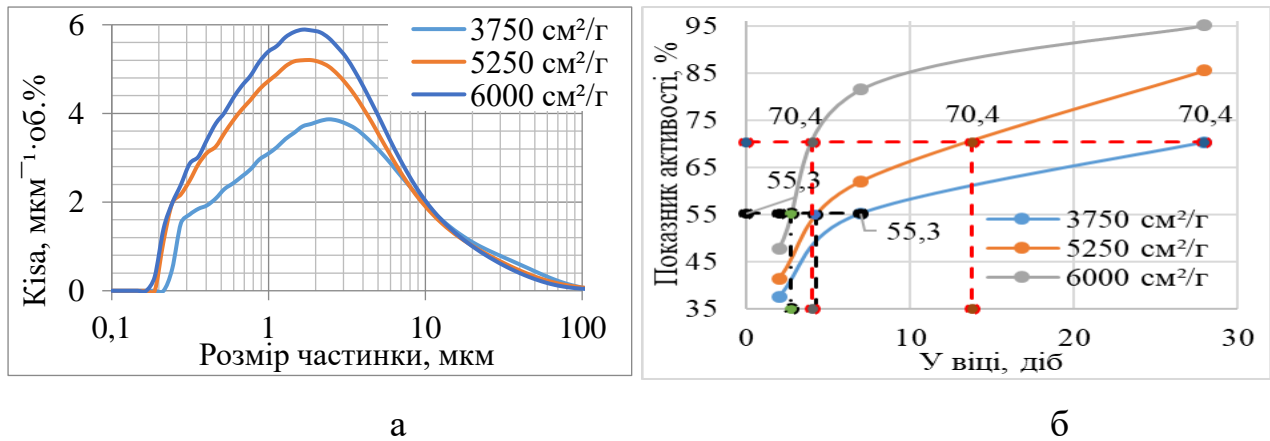 6
4
2
0
Kisa, мкм⁻¹·об.%
3750 см²/г
5250 см²/г
6000 см²/г
0,1 1 10 100
Розмір частинки, мкм
а
95
85
75
65
55
45
35
Показник активості, %
70,4 70,4 70,4
55,3
55,3
3750 см²/г
5250 см²/г
6000 см²/г
0 10 20 30
У віці, діб
б